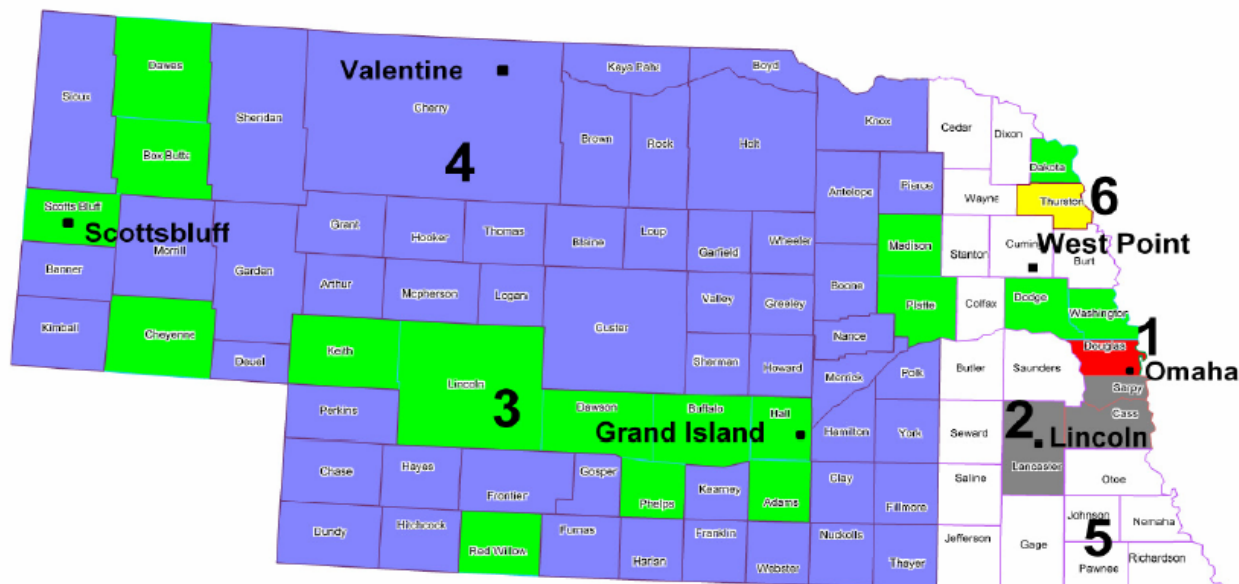 Sioux
Dawes
Sheridan
Valentine
Cherry
Keya Paha
Boyd
Knox
Cedar
Dixon
Dakota
Box Butte
Brown
Rock
Holt
Antelope
Pierce
Wayne
Thurston
6
4
Scotts Bluff
Scottsbluff
Morrill
Banner
Garden
Grant
Hooker
Thomas
Blaine
Loup
Garfield
Wheeler
Madison
Stanton
Cuming
West Point
Burt
Arthur
Mcpherson
Logan
Custer
Valley
Greeley
Boone
Platte
Colfax
Dodge
Washington
1
Kimball
Cheyenne
Deuel
Keith
Lincoln
3
Sherman
Howard
Nance
Merrick
Polk
Butler
Saunders
Douglas
Omaha
Sarpy
Cass
Perkins
Dawson
Buffalo
Hall
Grand Island
Hamilton
York
Seward
2
Lincoln
Lancaster
Otoe
Chase
Hayes
Frontier
Gosper
Phelps
Kearney
Adams
Clay
Fillmore
Saline
Dundy
Hitchcock
Red Willow
Furnas
Harlan
Franklin
Webster
Nuckolls
Thayer
Jefferson
Gage
Johnson
Nemaha
5
Pawnee
Richardson